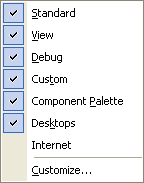 Standard
View
Debug
Custom
Component Palette
Desktops
Internet
Customize...